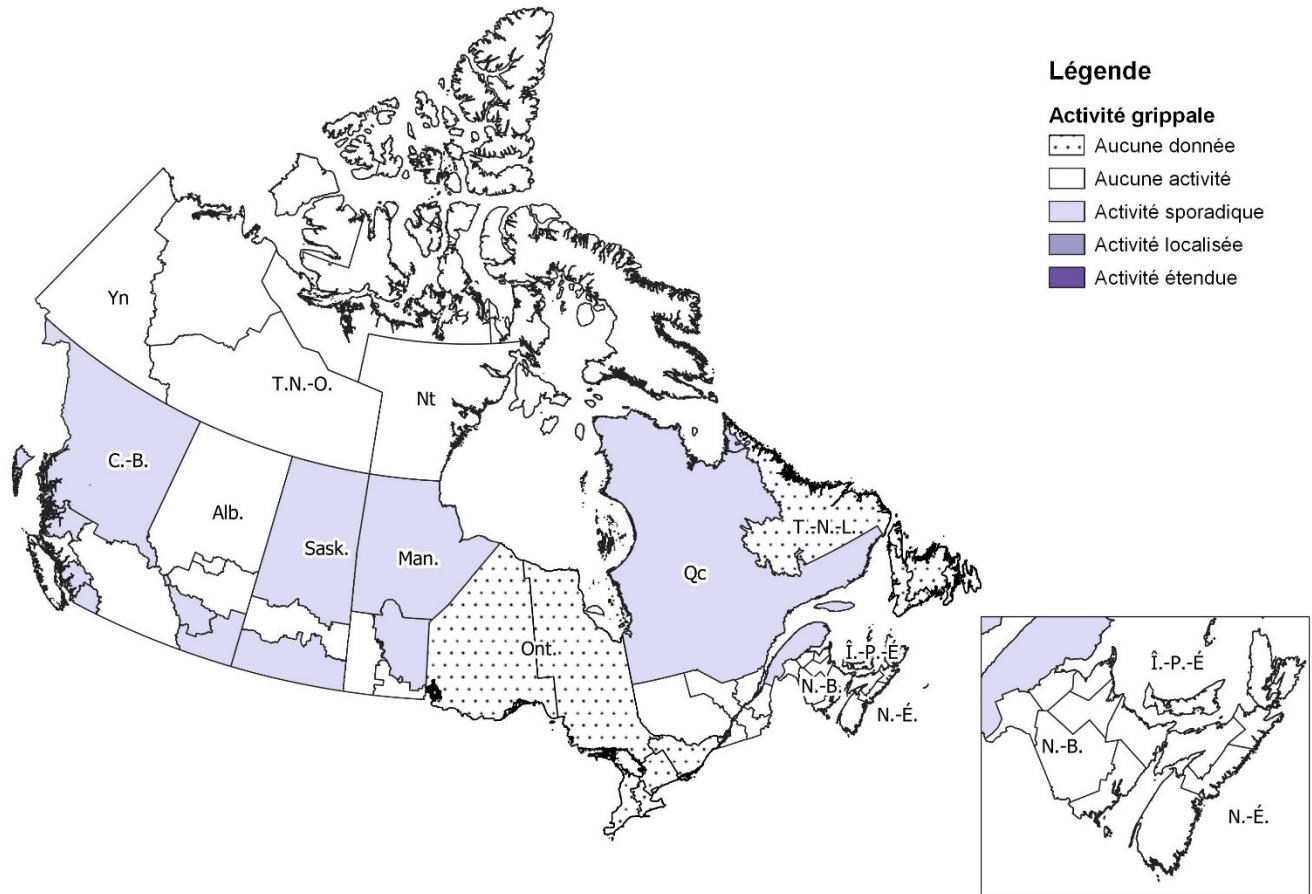 Légende
Activité grippale
Aucune donnée
Aucune activité
Activité sporadique
Activité localisée
Activité étendue
Yn
T.N.-O.
Nt
C.-B.
Alb.
Sask.
Man.
Ont.
Qc
T.-N.-L.
Î.-P.-É
N.-B.
N.-É.
Î.-P.-É
N.-B.
N.-É.